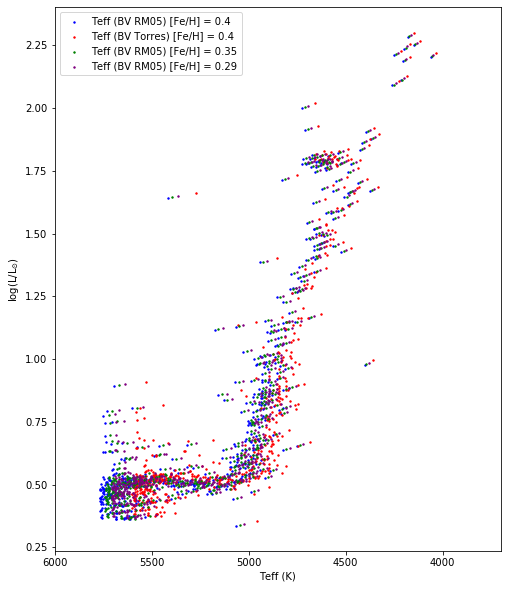 Teff (BV RM05) [Fe/H] = 0.4
Teff (BV Torres) [Fe/H] = 0.4
Teff (BV RM05) [Fe/H] = 0.35
Teff (BV RM05) [Fe/H] = 0.29
2.25
2.00
1.75
1.50
1.25
1.00
0.75
0.50
0.25
log(L/L⊙)
6000 5500 5000 4500 4000
Teff (K)